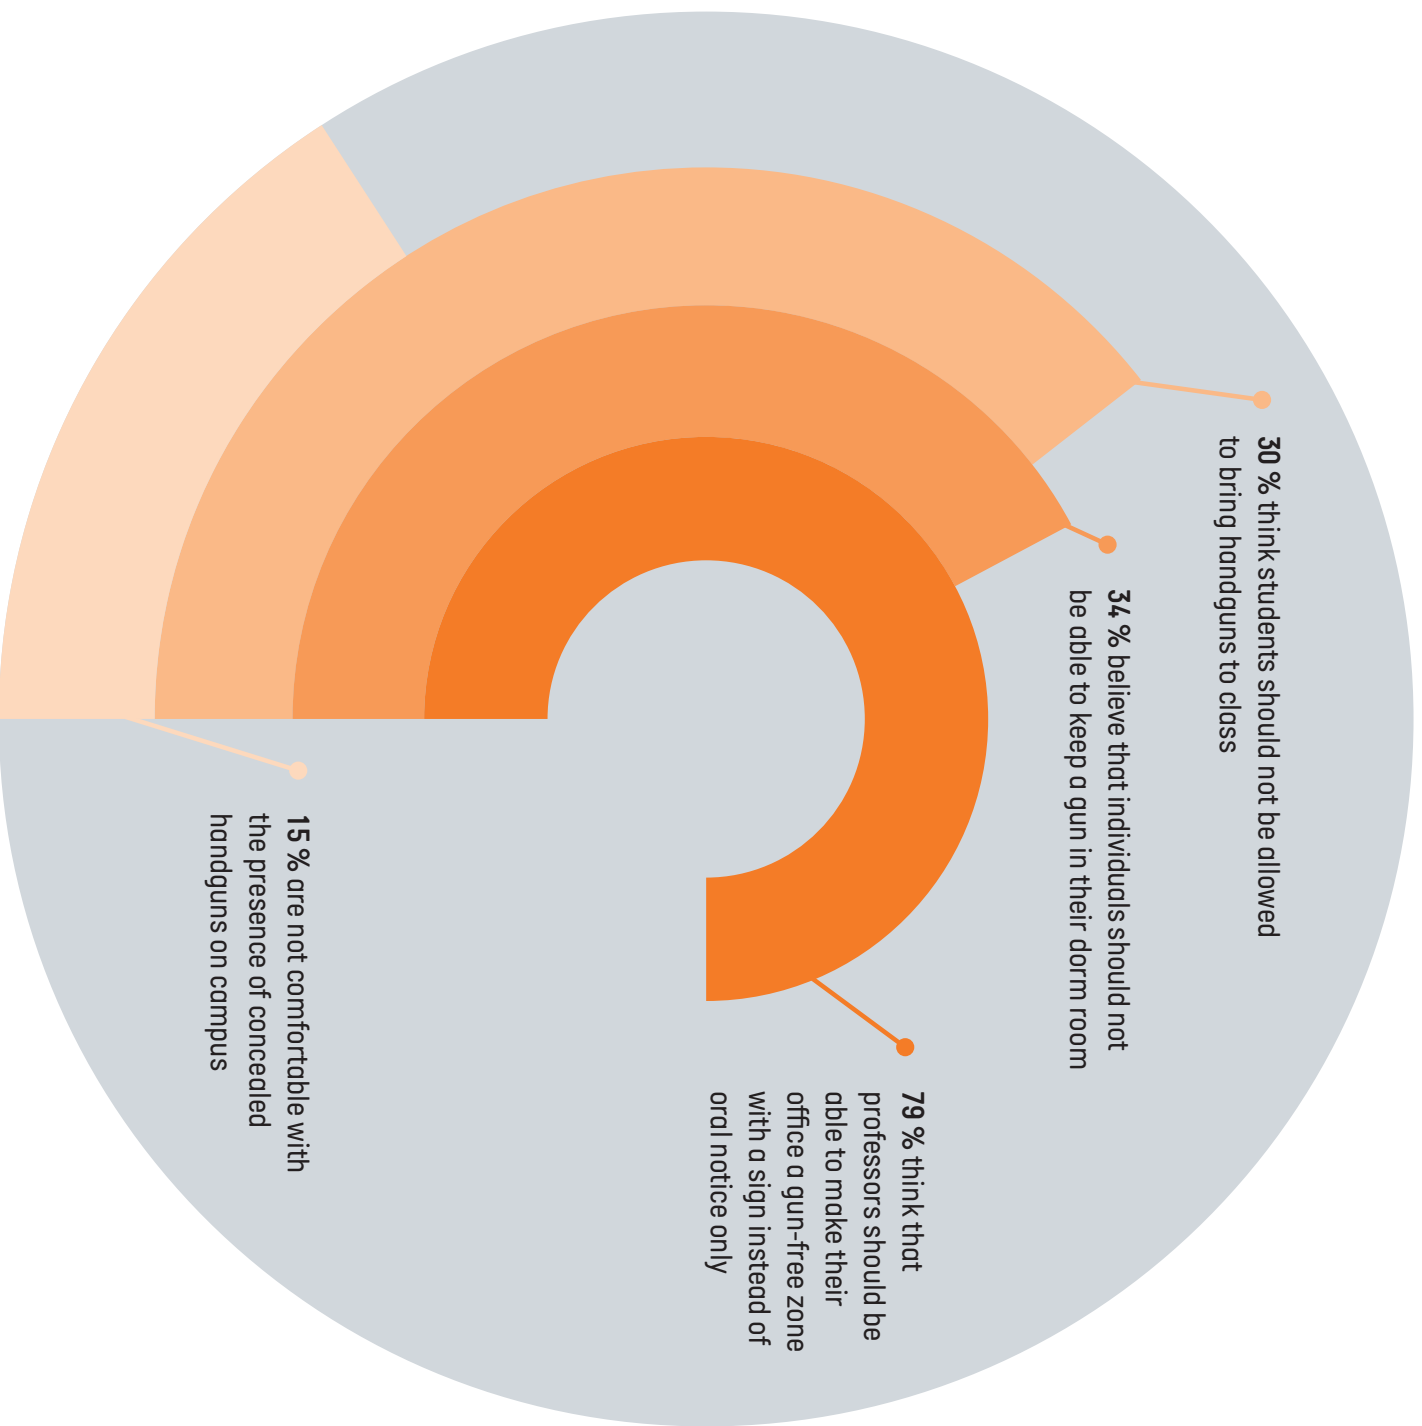 30 % think students should not be allowed
to bring handguns to class
34 % believe that individuals should not
be able to keep a gun in their dorm room
79 % think that
professors should be
able to make their
office a gun-free zone
with a sign instead of
oral notice only
15 % are not comfortable with
the presence of concealed
handguns on campus